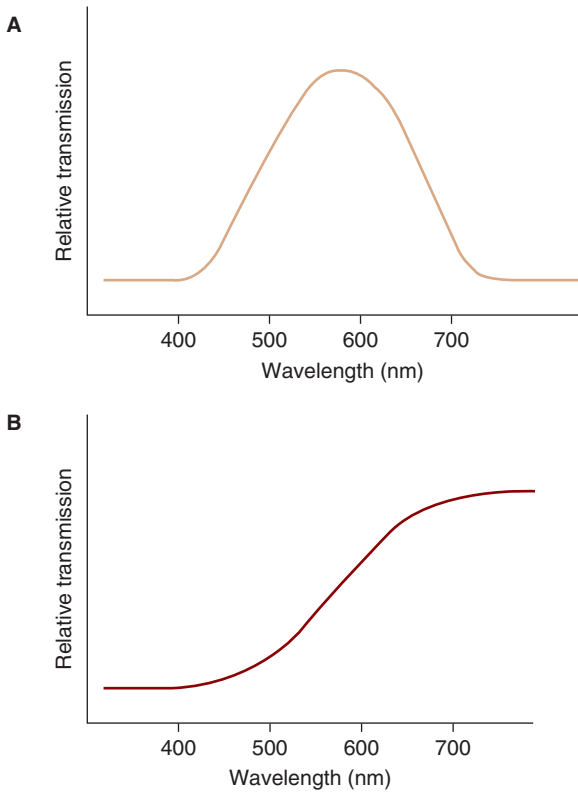 A
Relative transmission
400 500 600 700
Wavelength (nm)
B
Relative transmission
400 500 600 700
Wavelength (nm)